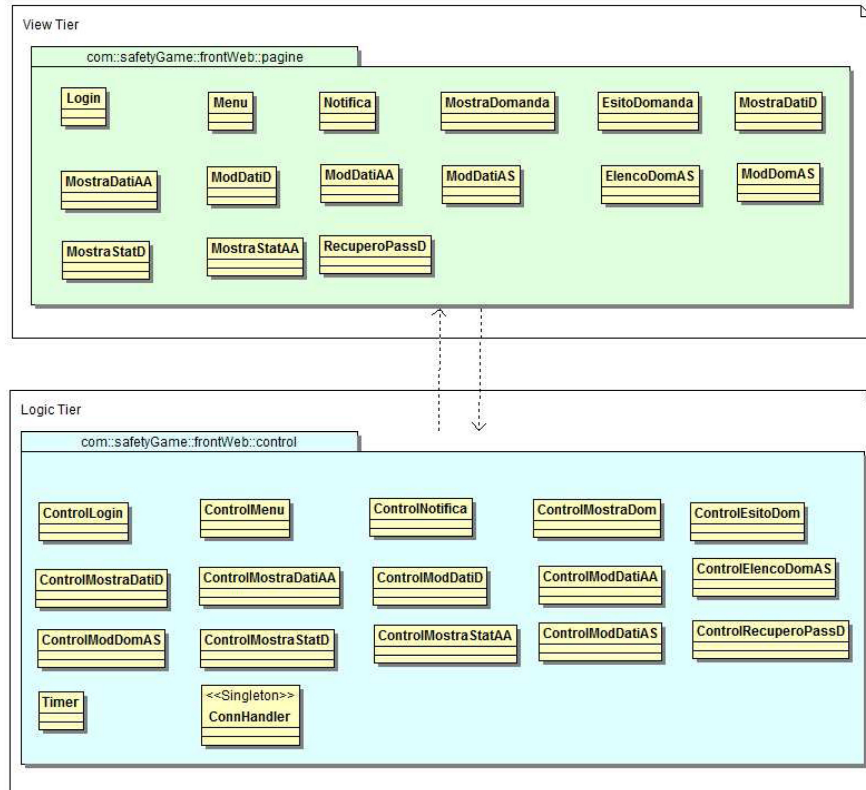 View Tier
com::safetyGame::frontWeb::pagine
Login
Menu
Notifica
MostraDomanda
EsitoDomanda
MostraDatiD
MostraDatiAA
ModDatiD
ModDatiAA
ModDatiAS
ElencoDomAS
ModDomAS
MostraStatD
MostraStatAA
RecuperoPassD
Logic Tier
com::safetyGame::frontWeb::control
ControlLogin
ControlMenu
ControlNotifica
ControlMostraDom
ControlEsitoDom
ControlMostraDatiD
ControlMostraDatiAA
ControlModDatiD
ControlModDatiAA
ControlElencoDomAS
ControlModDomAS
ControlMostraStatD
ControlMostraStatAA
ControlModDatiAS
ControlRecuperoPassD
Timer
<<Singleton>>
ConnHandler